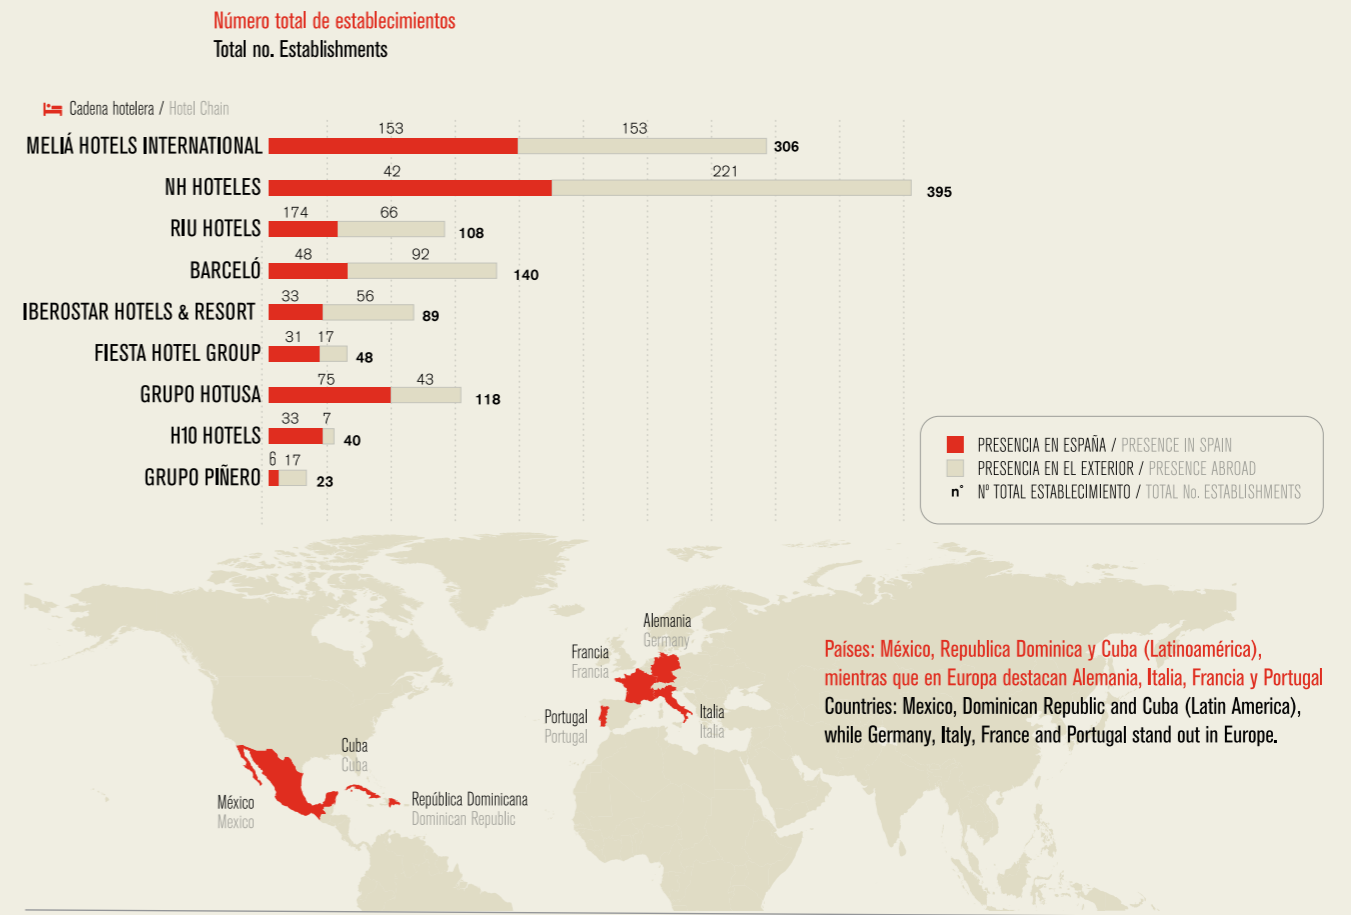 Número total de establecimientos
Total no. Establishments
Cadena hotelera / Hotel Chain
MELIÁ HOTELS INTERNATIONAL 153 153 306
NH HOTELES 42 221 395
RIU HOTELS 174 66 108
BARCELÓ 48 92 140
IBEROSTAR HOTELS & RESORT 33 56 89
FIESTA HOTEL GROUP 31 17 48
GRUPO HOTUSA 75 43 118
H10 HOTELS 33 7 40
GRUPO PIÑERO 6 17 23
PRESENCIA EN ESPAÑA / PRESENCE IN SPAIN
PRESENCIA EN EL EXTERIOR / PRESENCE ABROAD
n° Nº TOTAL ESTABLECIMIENTO / TOTAL No. ESTABLISHMENTS
Alemania
Germany
Francia
Francia
Portugal
Portugal
Italia
Italia
Cuba
Cuba
México
Mexico
República Dominicana
Dominican Republic
Países: México, Republica Dominica y Cuba (Latinoamérica),
mientras que en Europa destacan Alemania, Italia, Francia y Portugal
Countries: Mexico, Dominican Republic and Cuba (Latin America),
while Germany, Italy, France and Portugal stand out in Europe.